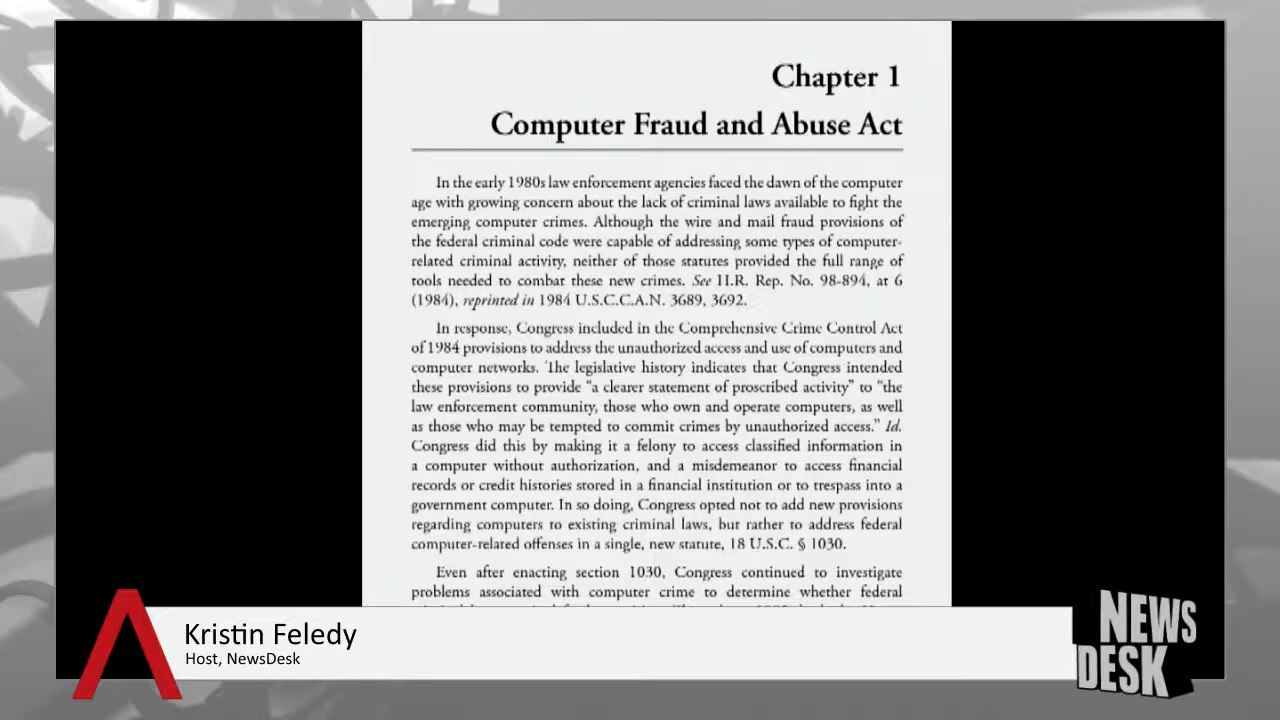 Chapter 1
Computer Fraud and Abuse Act
In the early 1980s law enforcement agencies faced the dawn of the computer
age with growing concern about the lack of criminal laws available to fight the
emerging computer crimes. Although the wire and mail fraud provisions of
the federal criminal code were capable of addressing some types of computer-
related criminal activity, neither of those statutes provided the full range of
tools needed to combat these new crimes. See H.R. Rep. No. 98-894, at 6
(1984), reprinted in 1984 U.S.C.C.A.N. 3689, 3692.
In response, Congress included in the Comprehensive Crime Control Act
of 1984 provisions to address the unauthorized access and use of computers and
computer networks. The legislative history indicates that Congress intended
these provisions to provide “a clearer statement of proscribed activity” to “the
law enforcement community, those who own and operate computers, as well
as those who may be tempted to commit crimes by unauthorized access.” Id.
Congress did this by making it a felony to access classified information in
a computer without authorization, and a misdemeanor to access financial
records or credit histories stored in a financial institution or to trespass into a
government computer. In so doing, Congress opted not to add new provisions
regarding computers to existing criminal laws, but rather to address federal
computer-related offenses in a single, new statute, 18 U.S.C. § 1030.
Even after enacting section 1030, Congress continued to investigate
problems associated with computer crime to determine whether federal
Kristin Feledy
Host, NewsDesk
NEWS
DESK